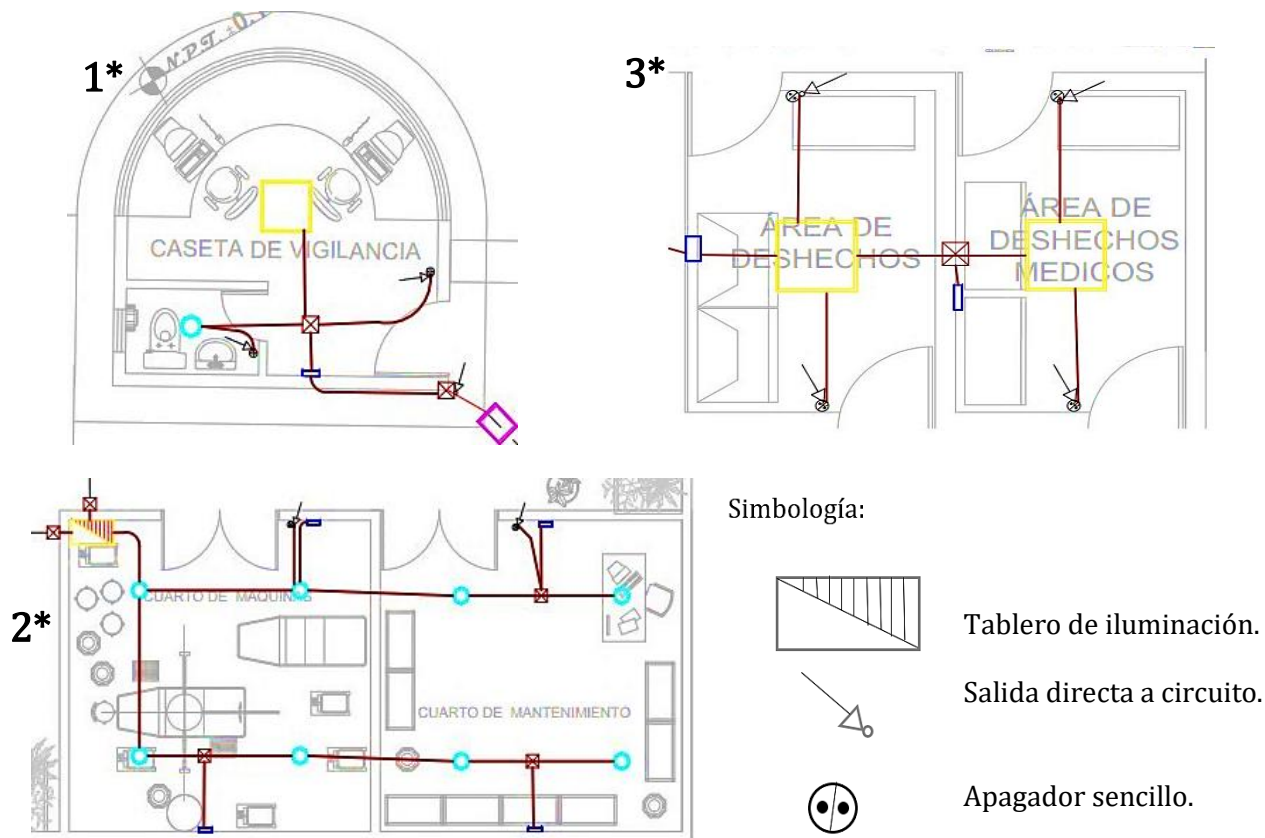 1*
N.P.T. ±0.
CASETA DE VIGILANCIA
3*
ÁREA DE
DESHECHOS
ÁREA DE
DESHECHOS
MEDICOS
2*
CUARTO DE MAQUINAS
CUARTO DE MANTENIMIENTO
Simbología:
Tablero de iluminación.
Salida directa a circuito.
Apagador sencillo.